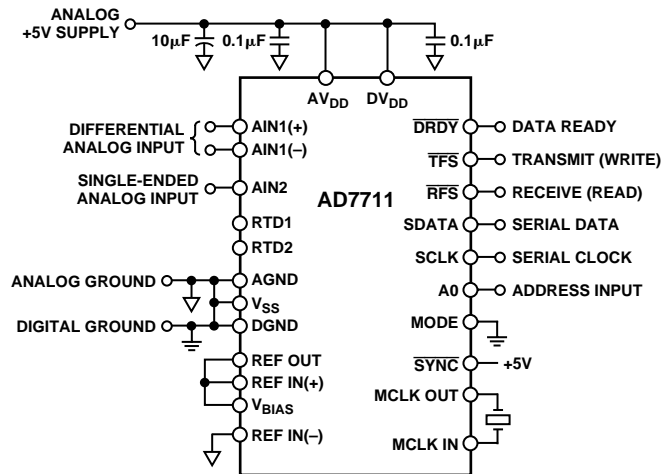 ANALOG
+5V SUPPLY
10µF
0.1µF
0.1µF
AVDD
DVDD
DIFFERENTIAL
ANALOG INPUT
AIN1(+)
AIN1(–)
SINGLE-ENDED
ANALOG INPUT
AIN2
RTD1
RTD2
ANALOG GROUND
AGND
VSS
DIGITAL GROUND
DGND
REF OUT
REF IN(+)
VBIAS
REF IN(–)
AD7711
DRDY
DATA READY
TFS
TRANSMIT (WRITE)
RFS
RECEIVE (READ)
SDATA
SERIAL DATA
SCLK
SERIAL CLOCK
A0
ADDRESS INPUT
MODE
SYNC
+5V
MCLK OUT
MCLK IN